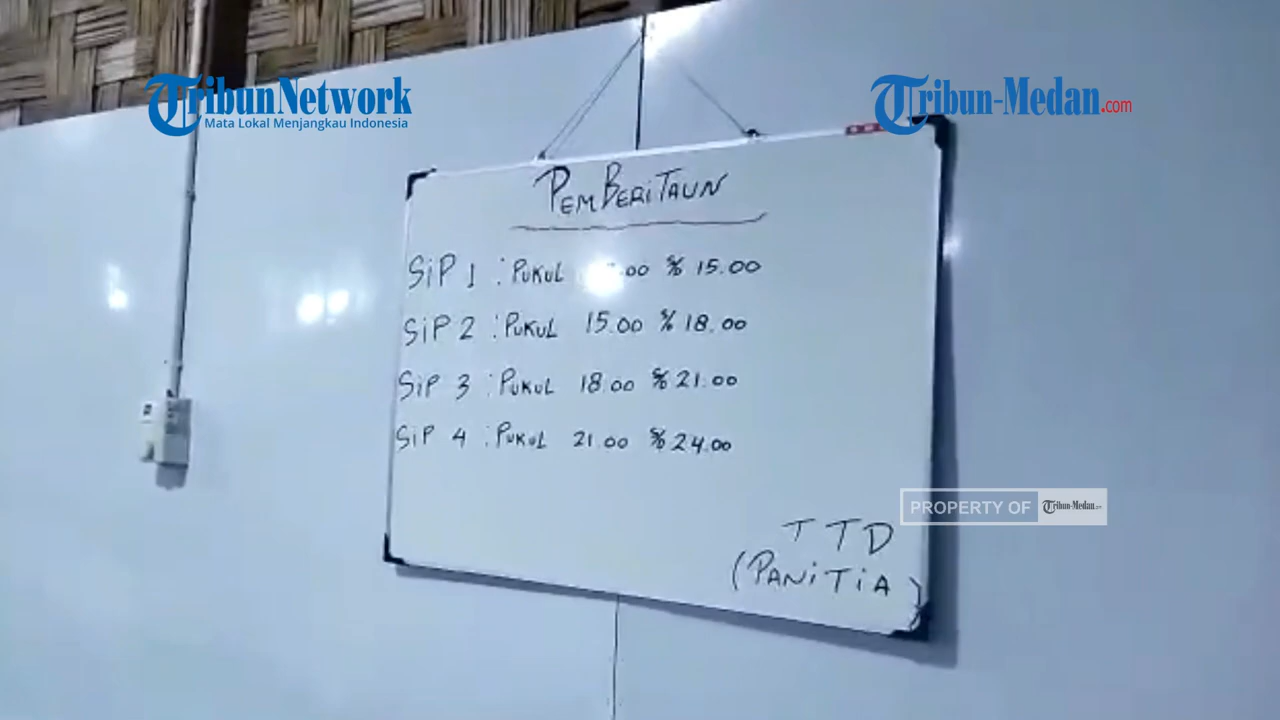 TribunNetwork
Mata Lokal Menjangkau Indonesia
Tribun-Medan.com
PEMBERITAUN
SiP 1 : PUKUL .00 S/d 15.00
SiP 2 : PUKUL 15.00 S/d 18.00
SiP 3 : PUKUL 18.00 S/d 21.00
SiP 4 : PUKUL 21.00 S/d 24.00
PROPERTY OF Tribun-Medan.com
TTD
(PANiTiA)